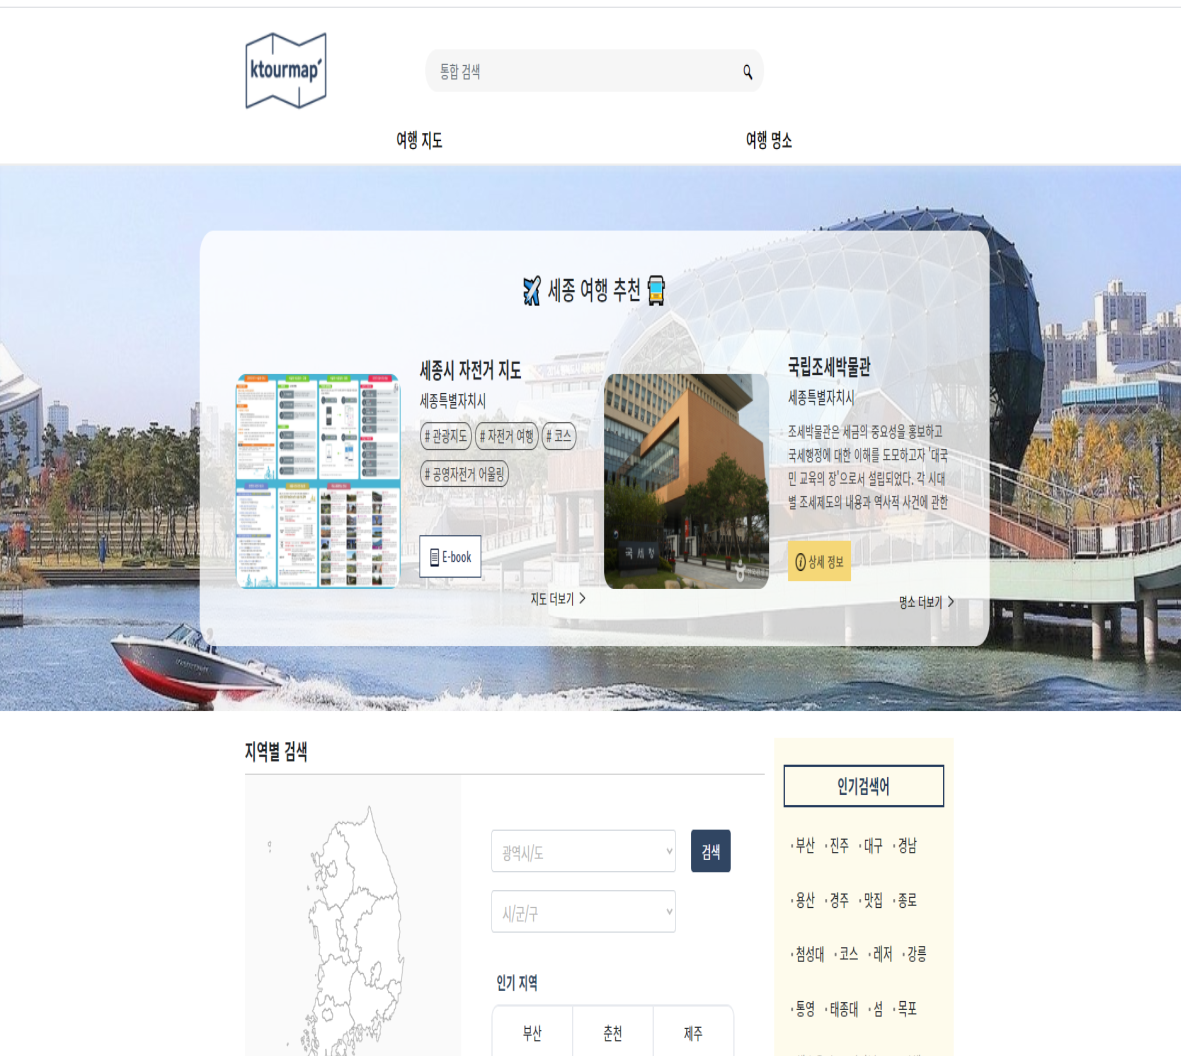 ktourmap
통합 검색
여행 지도
여행 명소
세종 여행 추천
세종시 자전거 지도
세종특별자치시
# 관광지도 # 자전거 여행 # 코스
# 공영자전거 어울링
E-book
지도 더보기 >
국세청
국립조세박물관
세종특별자치시
조세박물관은 세금의 중요성을 홍보하고
국세행정에 대한 이해를 도모하고자 '대국
민 교육의 장'으로서 설립되었다. 각 시대
별 조세제도의 내용과 역사적 사건에 관한
상세 정보
명소 더보기 >
지역별 검색
광역시/도
검색
시/군/구
인기 지역
부산 춘천 제주
인기검색어
·부산 ·진주 ·대구 ·경남
·용산 ·경주 ·맛집 ·종로
·첨성대 ·코스 ·레저 ·강릉
·통영 ·태종대 ·섬 ·목포